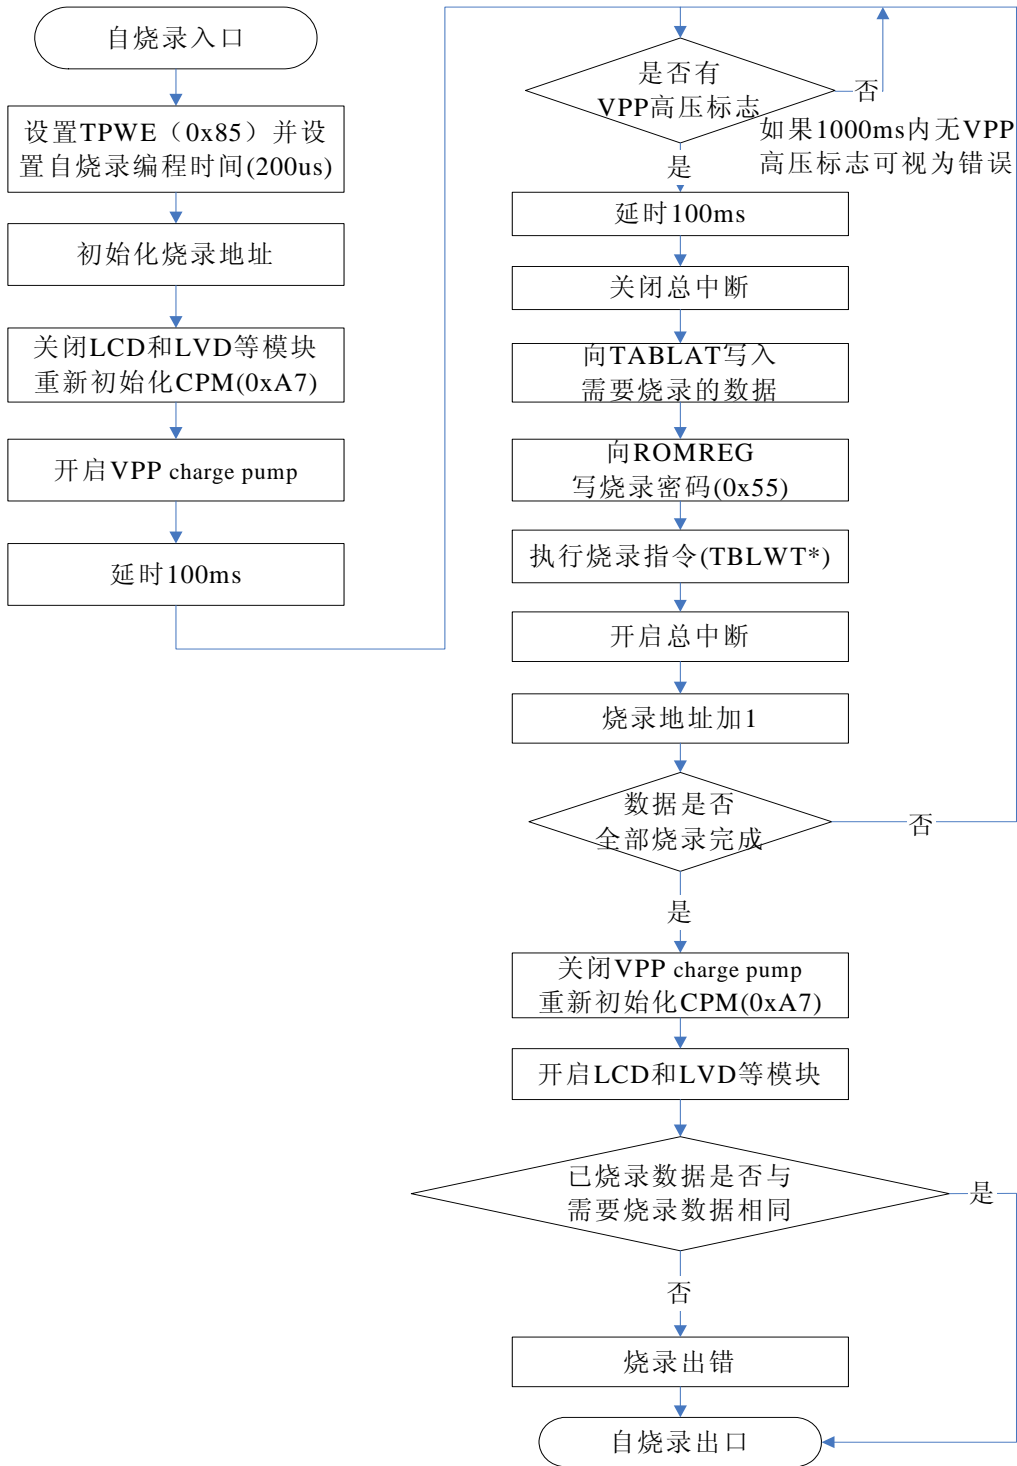 自烧录入口
设置TPWE（0x85）并设
置自烧录编程时间(200us)
初始化烧录地址
关闭LCD和LVD等模块
重新初始化CPM(0xA7)
开启VPP charge pump
延时100ms
是否有
VPP高压标志
否
如果1000ms内无VPP
高压标志可视为错误
是
延时100ms
关闭总中断
向TABLAT写入
需要烧录的数据
向ROMREG
写烧录密码(0x55)
执行烧录指令(TBLWT*)
开启总中断
烧录地址加1
数据是否
全部烧录完成
否
是
关闭VPP charge pump
重新初始化CPM(0xA7)
开启LCD和LVD等模块
已烧录数据是否与
需要烧录数据相同
是
否
烧录出错
自烧录出口